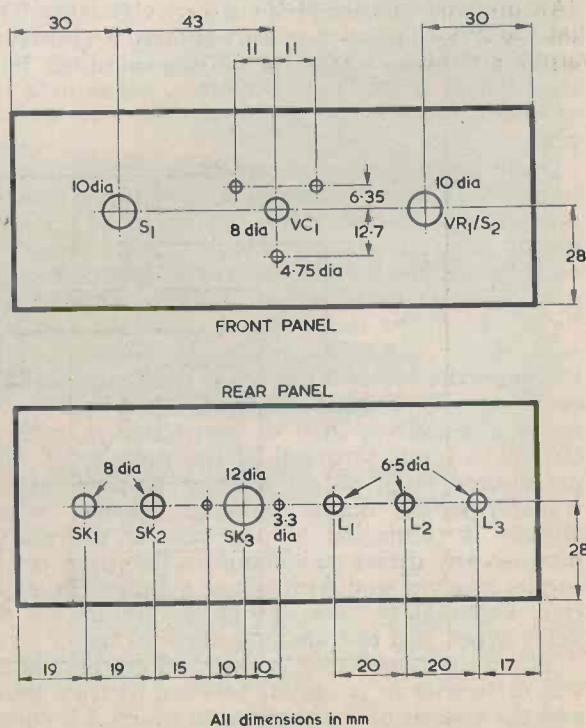 30 43 30
11 11
10 dia 10 dia
6·35
S1 8 dia VC1 VR1/S2
12·7
4·75 dia
28
FRONT PANEL
REAR PANEL
8 dia 12 dia 6·5 dia
SK1 SK2 SK3 3·3 dia L1 L2 L3
28
19 19 15 10 10 20 20 17
All dimensions in mm